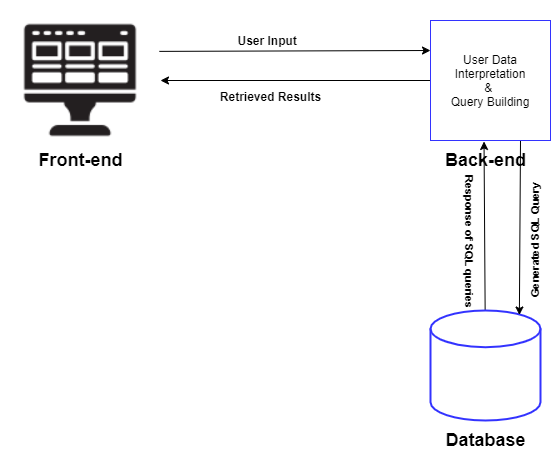 User Input
Retrieved Results
User Data
Interpretation
&
Query Building
Front-end
Back-end
Response of SQL queries
Generated SQL Query
Database